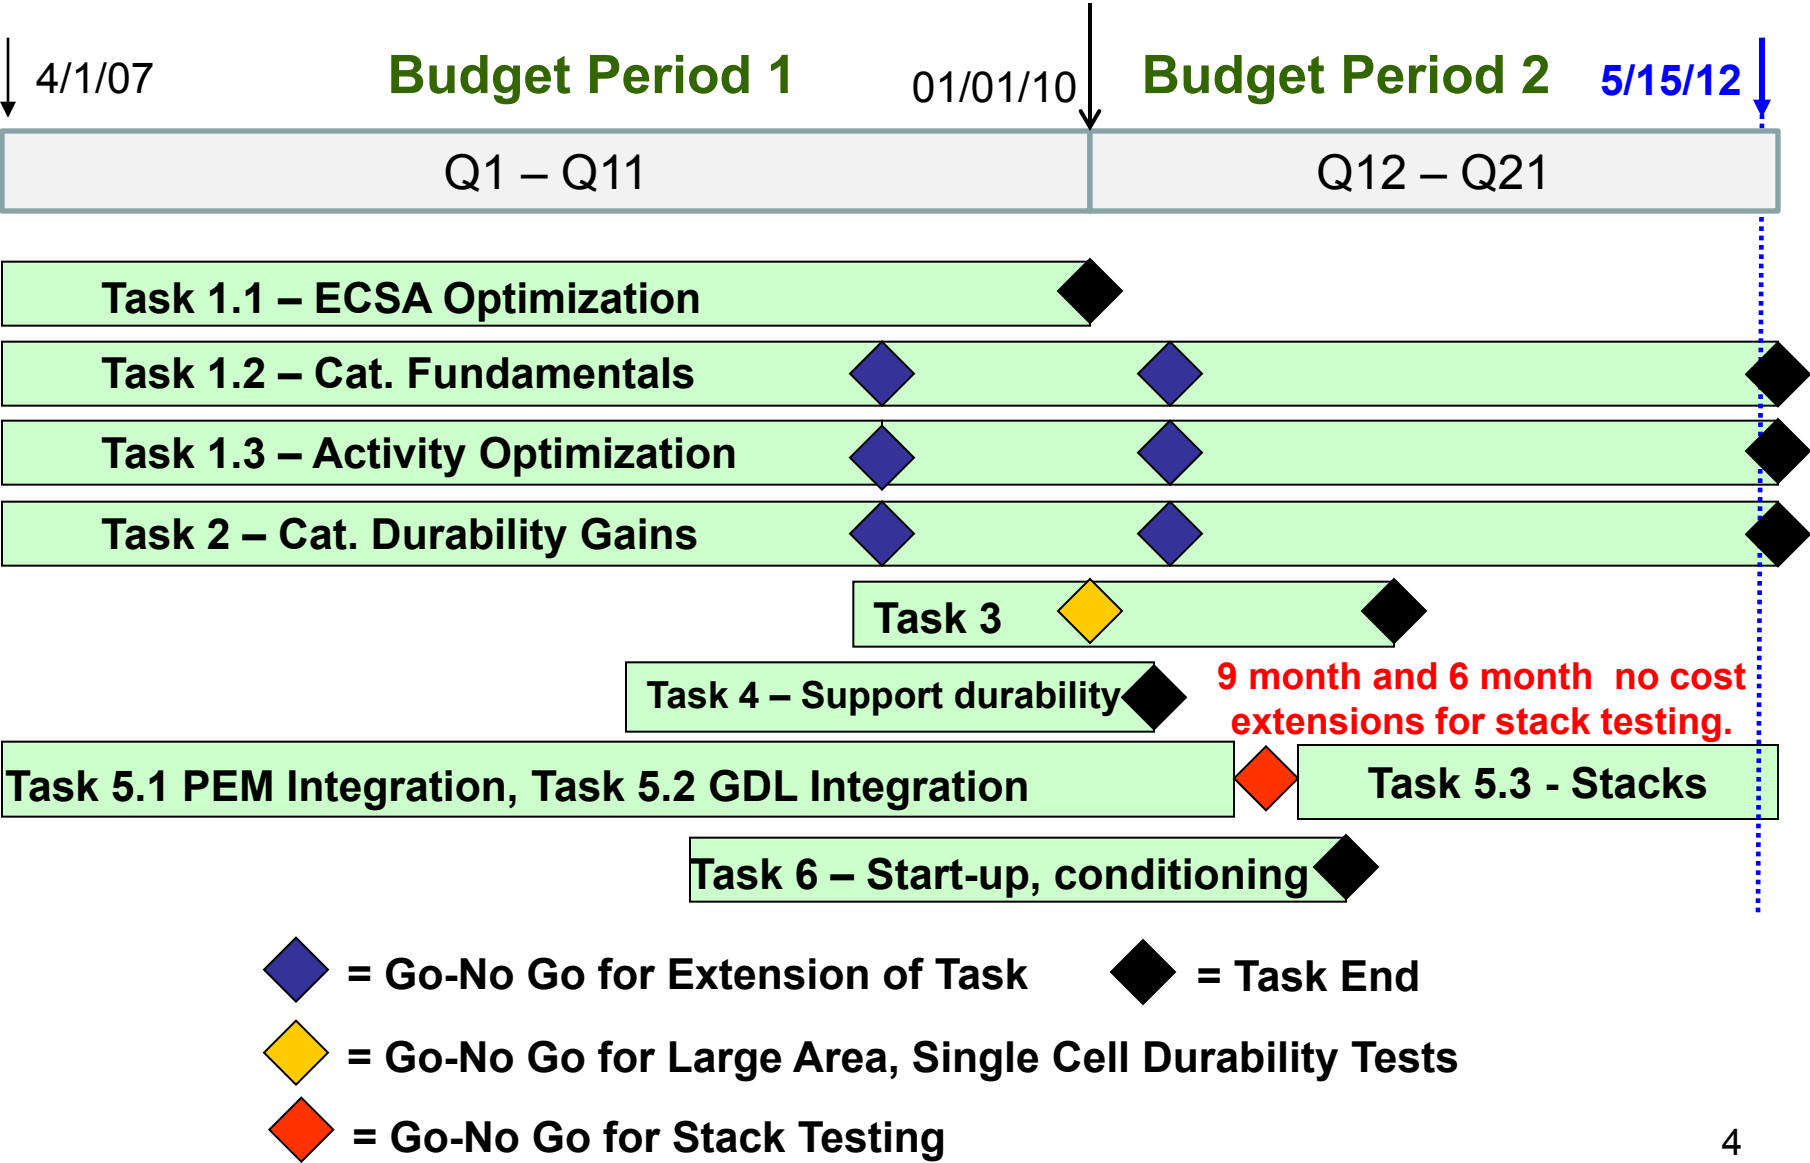 4/1/07
Budget Period 1
01/01/10
Budget Period 2
5/15/12
Q1 – Q11
Q12 – Q21
Task 1.1 – ECSA Optimization
Task 1.2 – Cat. Fundamentals
Task 1.3 – Activity Optimization
Task 2 – Cat. Durability Gains
Task 3
Task 4 – Support durability
9 month and 6 month no cost
extensions for stack testing.
Task 5.1 PEM Integration, Task 5.2 GDL Integration
Task 5.3 - Stacks
Task 6 – Start-up, conditioning
= Go-No Go for Extension of Task
= Task End
= Go-No Go for Large Area, Single Cell Durability Tests
= Go-No Go for Stack Testing
4